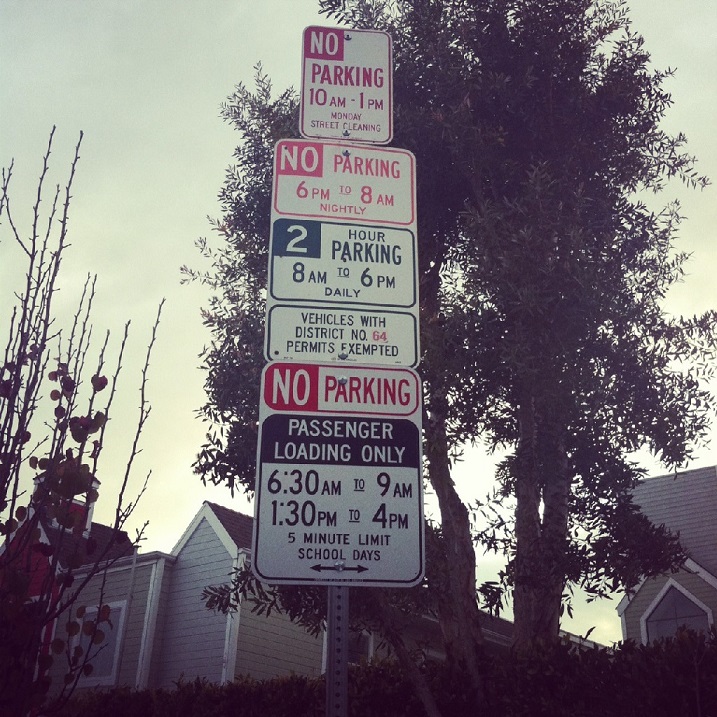 NO
PARKING
10 AM - 1 PM
MONDAY
STREET CLEANING
NO PARKING
6 PM TO 8 AM
NIGHTLY
2 HOUR
PARKING
8 AM TO 6 PM
DAILY
VEHICLES WITH
DISTRICT NO. 64
PERMITS EXEMPTED
NO PARKING
PASSENGER
LOADING ONLY
6:30 AM TO 9 AM
1:30 PM TO 4 PM
5 MINUTE LIMIT
SCHOOL DAYS